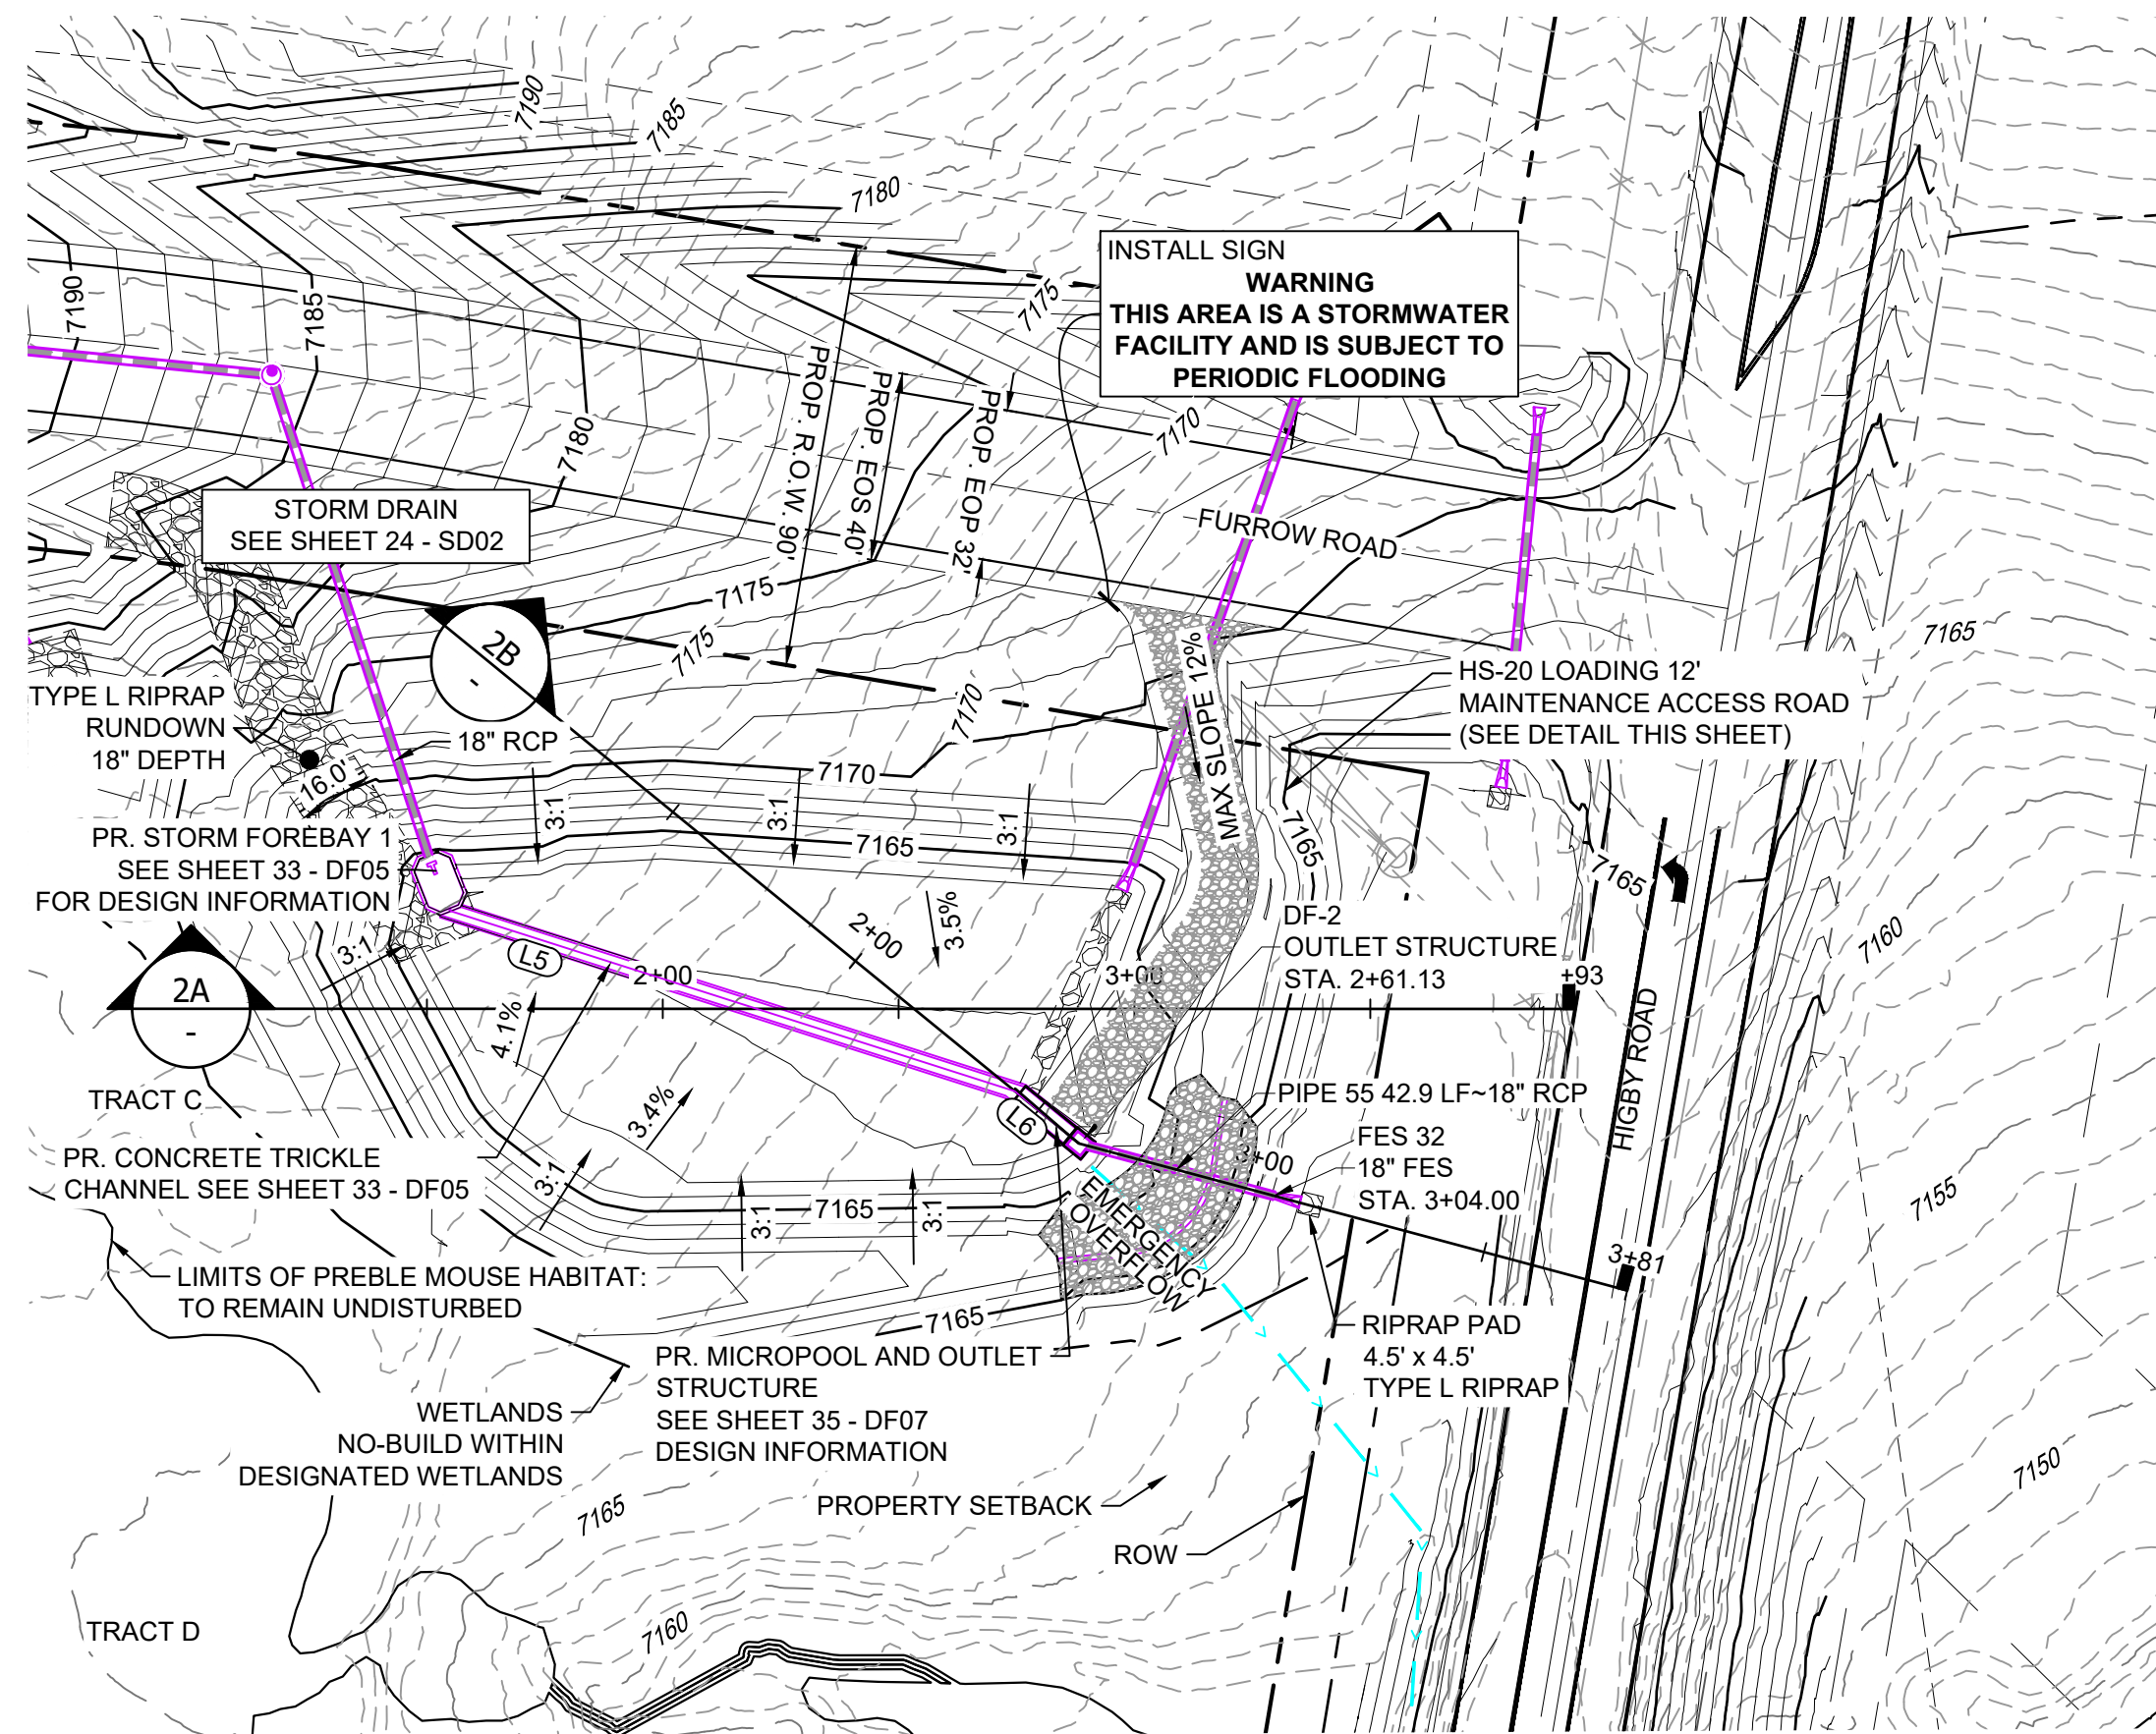 7190
7185
7180
7175
7190
7185
7180
7170
INSTALL SIGN
WARNING
THIS AREA IS A STORMWATER
FACILITY AND IS SUBJECT TO
PERIODIC FLOODING
PROP. R.O.W. 90'
PROP. EOS 40'
PROP. EOP 32'
FURROW ROAD
STORM DRAIN
SEE SHEET 24 - SD02
7175
7175
7170
7165
2B
-
MAX SLOPE 12%
HS-20 LOADING 12'
MAINTENANCE ACCESS ROAD
(SEE DETAIL THIS SHEET)
TYPE L RIPRAP
RUNDOWN
18" DEPTH
16.0'
18" RCP
7170
3:1
3:1
3:1
7165
7165
7165
PR. STORM FOREBAY 1
SEE SHEET 33 - DF05
FOR DESIGN INFORMATION
3:1
L5
2+00
2+00
3.5%
3+00
DF-2
OUTLET STRUCTURE
STA. 2+61.13
+93
7160
2A
-
4.1%
3.4%
HIGBY ROAD
TRACT C
L6
PIPE 55 42.9 LF~18" RCP
FES 32
18" FES
STA. 3+04.00
3+00
PR. CONCRETE TRICKLE
CHANNEL SEE SHEET 33 - DF05
3:1
3:1
7165
3:1
EMERGENCY
OVERFLOW
7155
3+81
LIMITS OF PREBLE MOUSE HABITAT:
TO REMAIN UNDISTURBED
7165
RIPRAP PAD
4.5' x 4.5'
TYPE L RIPRAP
PR. MICROPOOL AND OUTLET
STRUCTURE
SEE SHEET 35 - DF07
DESIGN INFORMATION
WETLANDS
NO-BUILD WITHIN
DESIGNATED WETLANDS
7150
PROPERTY SETBACK
7165
ROW
TRACT D
7160